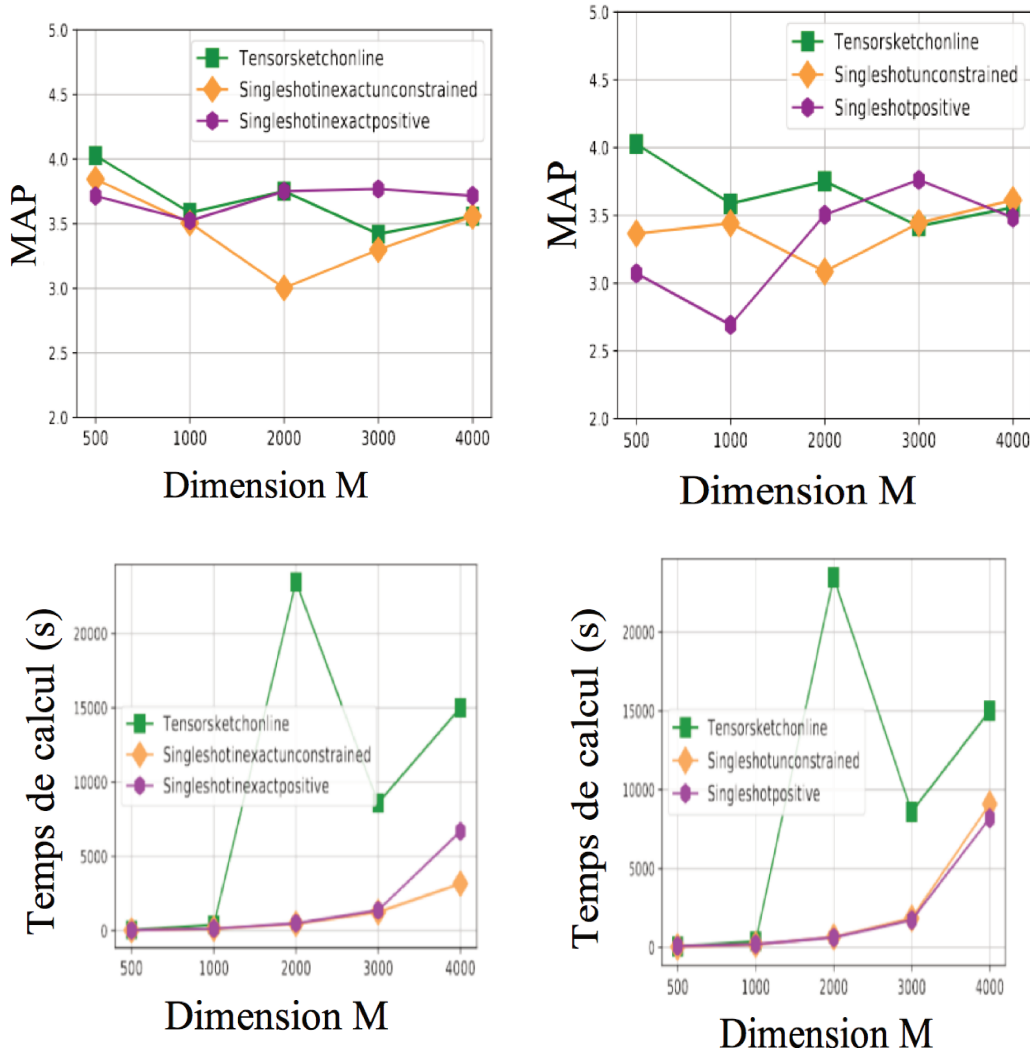 5.0
4.5
4.0
3.5
3.0
2.5
2.0
MAP
Tensorsketchonline
Singleshotinexactunconstrained
Singleshotinexactpositive
500 1000 2000 3000 4000
Dimension M
5.0
4.5
4.0
3.5
3.0
2.5
2.0
MAP
Tensorsketchonline
Singleshotunconstrained
Singleshotpositive
500 1000 2000 3000 4000
Dimension M
20000
15000
10000
5000
0
Temps de calcul (s)
Tensorsketchonline
Singleshotinexactunconstrained
Singleshotinexactpositive
500 1000 2000 3000 4000
Dimension M
20000
15000
10000
5000
0
Temps de calcul (s)
Tensorsketchonline
Singleshotunconstrained
Singleshotpositive
500 1000 2000 3000 4000
Dimension M